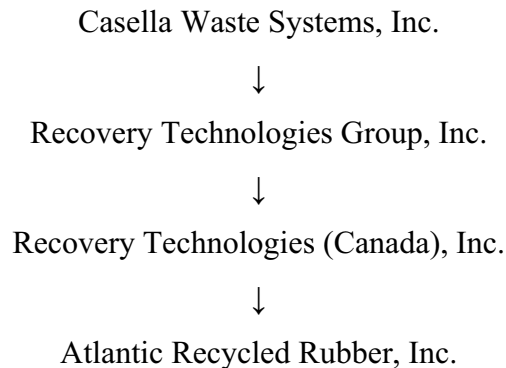 Casella Waste Systems, Inc.
↓
Recovery Technologies Group, Inc.
↓
Recovery Technologies (Canada), Inc.
↓
Atlantic Recycled Rubber, Inc.